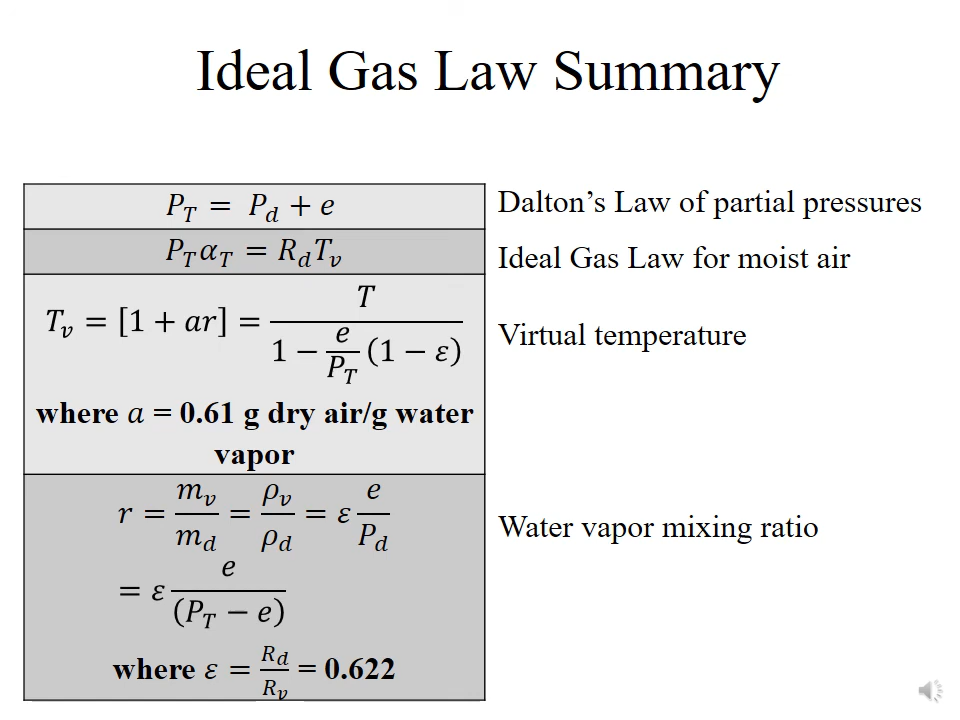 Ideal Gas Law Summary
𝑃_𝑇 = 𝑃_𝑑 + 𝑒
Dalton’s Law of partial pressures
𝑃_𝑇 𝛼_𝑇 = 𝑅_𝑑 𝑇_𝑣
Ideal Gas Law for moist air
𝑇_𝑣 = [1 + 𝑎𝑟] = 𝑇 / (1 − (𝑒/𝑃_𝑇)(1 − 𝜀))
Virtual temperature
where 𝑎 = 0.61 g dry air/g water
vapor
𝑟 = 𝑚_𝑣/𝑚_𝑑 = 𝜌_𝑣/𝜌_𝑑 = 𝜀 𝑒/𝑃_𝑑
Water vapor mixing ratio
= 𝜀 𝑒/(𝑃_𝑇 − 𝑒)
where 𝜀 = 𝑅_𝑑/𝑅_𝑣 = 0.622